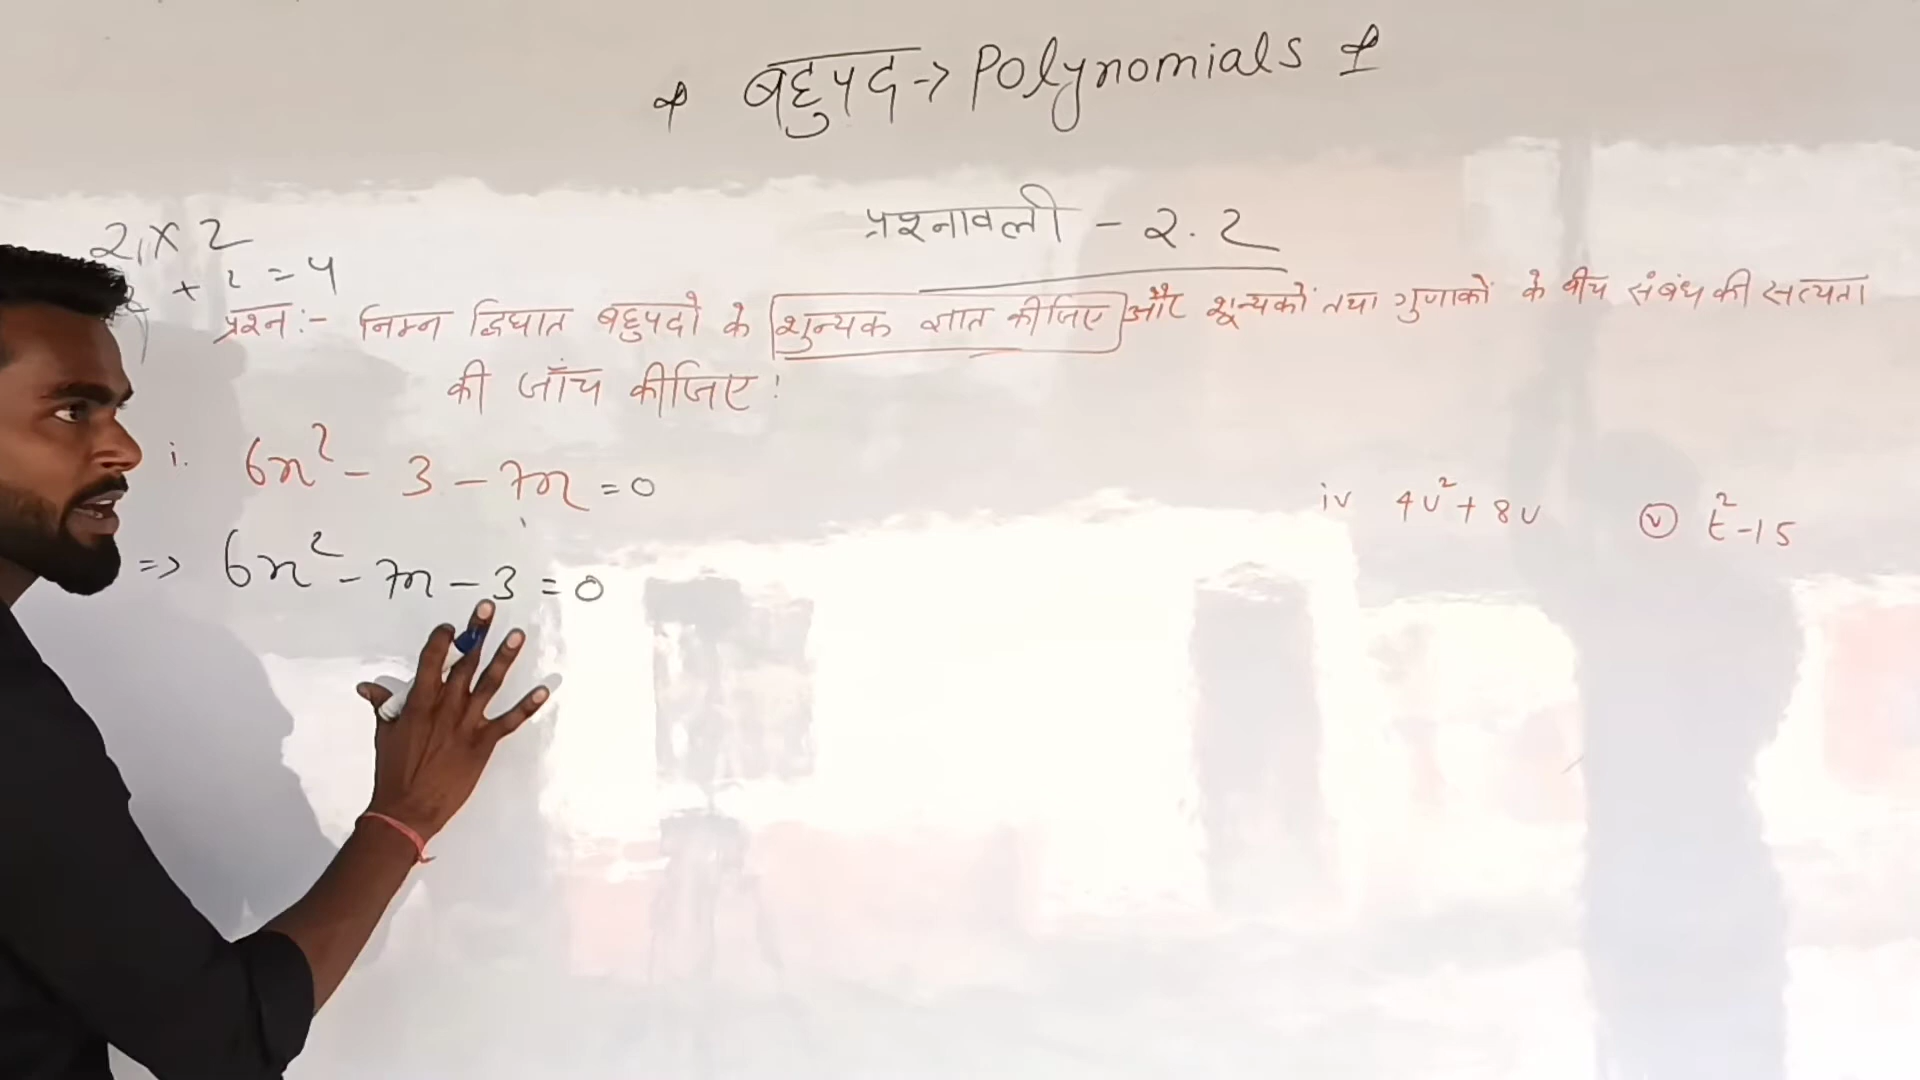 बहुपद -> Polynomials
प्रश्नावली - २.2
2 × 2
+ 2 = 4
प्रश्न:- निम्न द्विघात बहुपदो के शुन्यक ज्ञात कीजिए और शून्यकों तथा गुणाकों के बीच संबंध की सत्यता
की जाँच कीजिए!
i. 6x² - 3 - 7x = 0
iv 4u² + 8u
(v) t² - 15
=> 6x² - 7x - 3 = 0